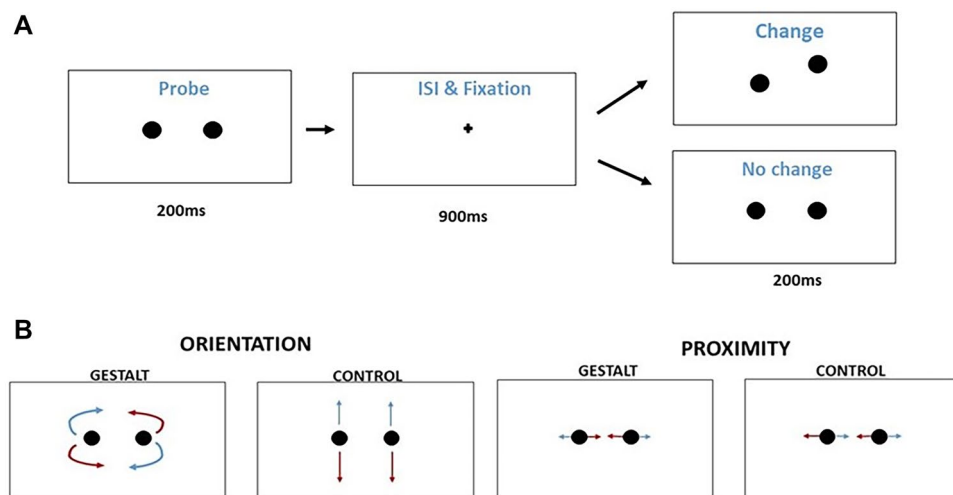 A
Probe
200ms
ISI & Fixation
900ms
Change
No change
200ms
B
ORIENTATION
GESTALT
CONTROL
PROXIMITY
GESTALT
CONTROL